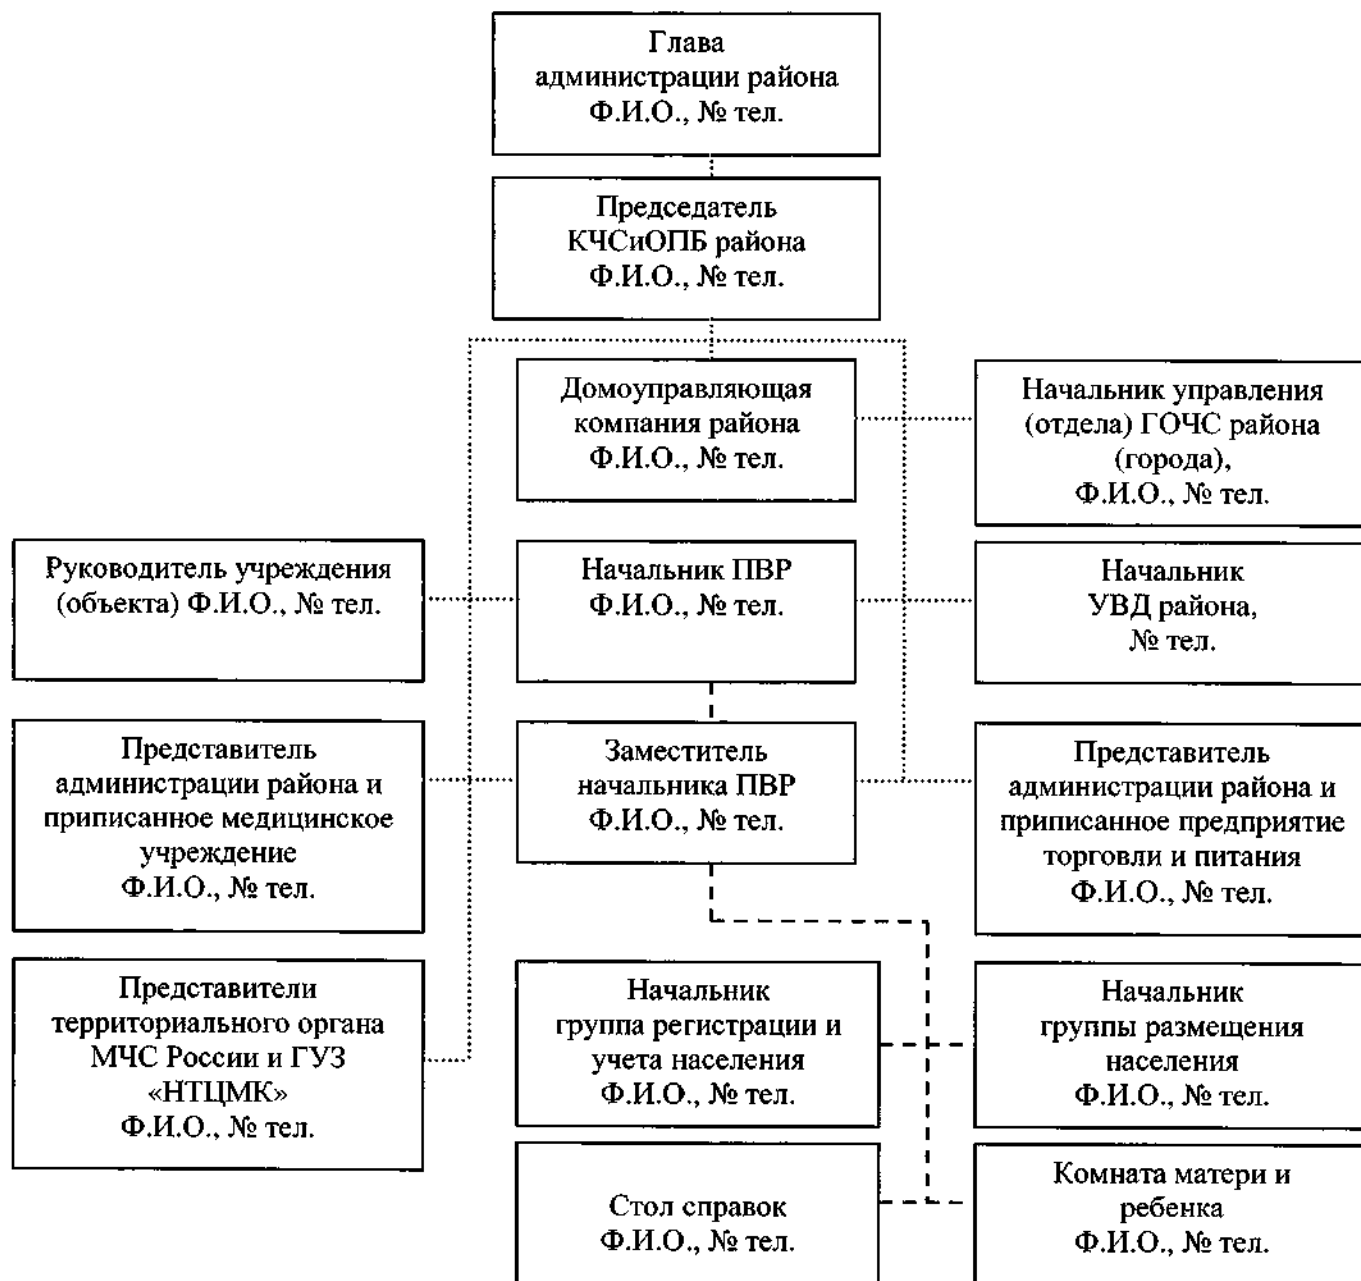 Глава
администрации района
Ф.И.О., № тел.
Председатель
КЧСиОПБ района
Ф.И.О., № тел.
Домоуправляющая
компания района
Ф.И.О., № тел.
Начальник управления
(отдела) ГОЧС района
(города),
Ф.И.О., № тел.
Руководитель учреждения
(объекта) Ф.И.О., № тел.
Начальник ПВР
Ф.И.О., № тел.
Начальник
УВД района,
№ тел.
Представитель
администрации района и
приписанное медицинское
учреждение
Ф.И.О., № тел.
Заместитель
начальника ПВР
Ф.И.О., № тел.
Представитель
администрации района и
приписанное предприятие
торговли и питания
Ф.И.О., № тел.
Представители
территориального органа
МЧС России и ГУЗ
«НТЦМК»
Ф.И.О., № тел.
Начальник
группа регистрации и
учета населения
Ф.И.О., № тел.
Начальник
группы размещения
населения
Ф.И.О., № тел.
Стол справок
Ф.И.О., № тел.
Комната матери и
ребенка
Ф.И.О., № тел.